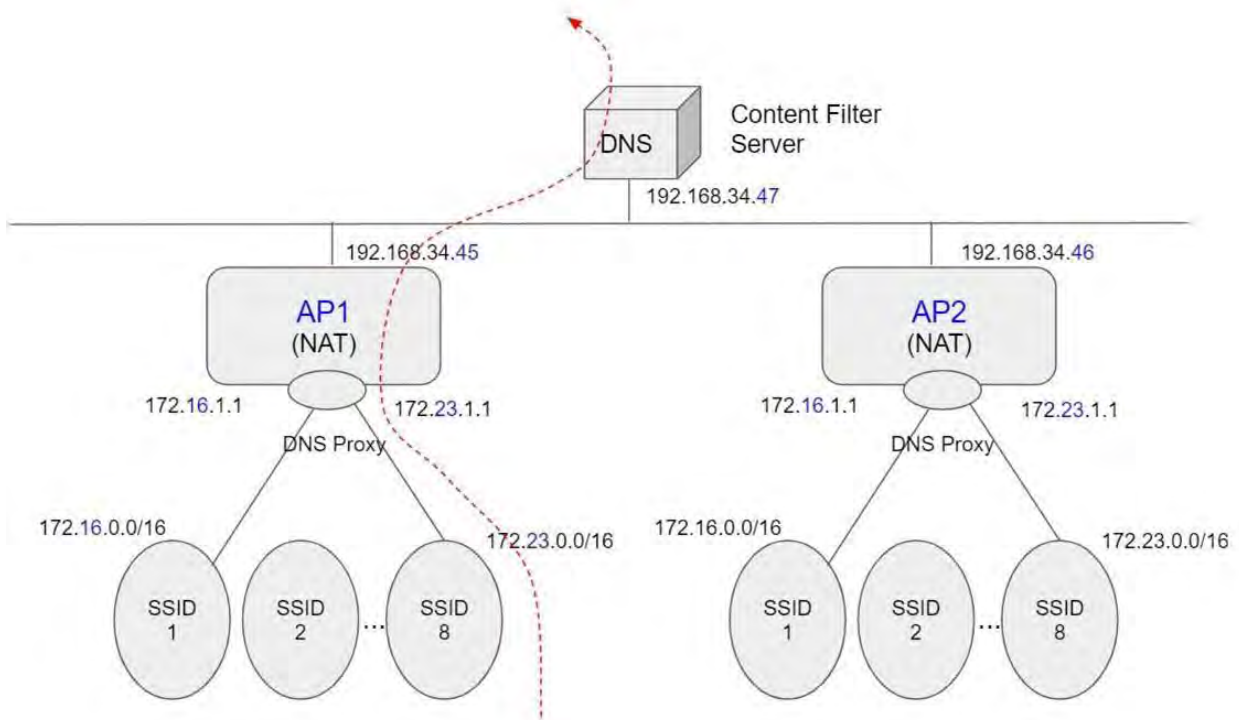 DNS
Content Filter
Server
192.168.34.47
192.168.34.45
192.168.34.46
AP1
(NAT)
AP2
(NAT)
172.16.1.1
172.23.1.1
172.16.1.1
172.23.1.1
DNS Proxy
DNS Proxy
172.16.0.0/16
172.23.0.0/16
172.16.0.0/16
172.23.0.0/16
SSID
1
SSID
2
...
SSID
8
SSID
1
SSID
2
...
SSID
8